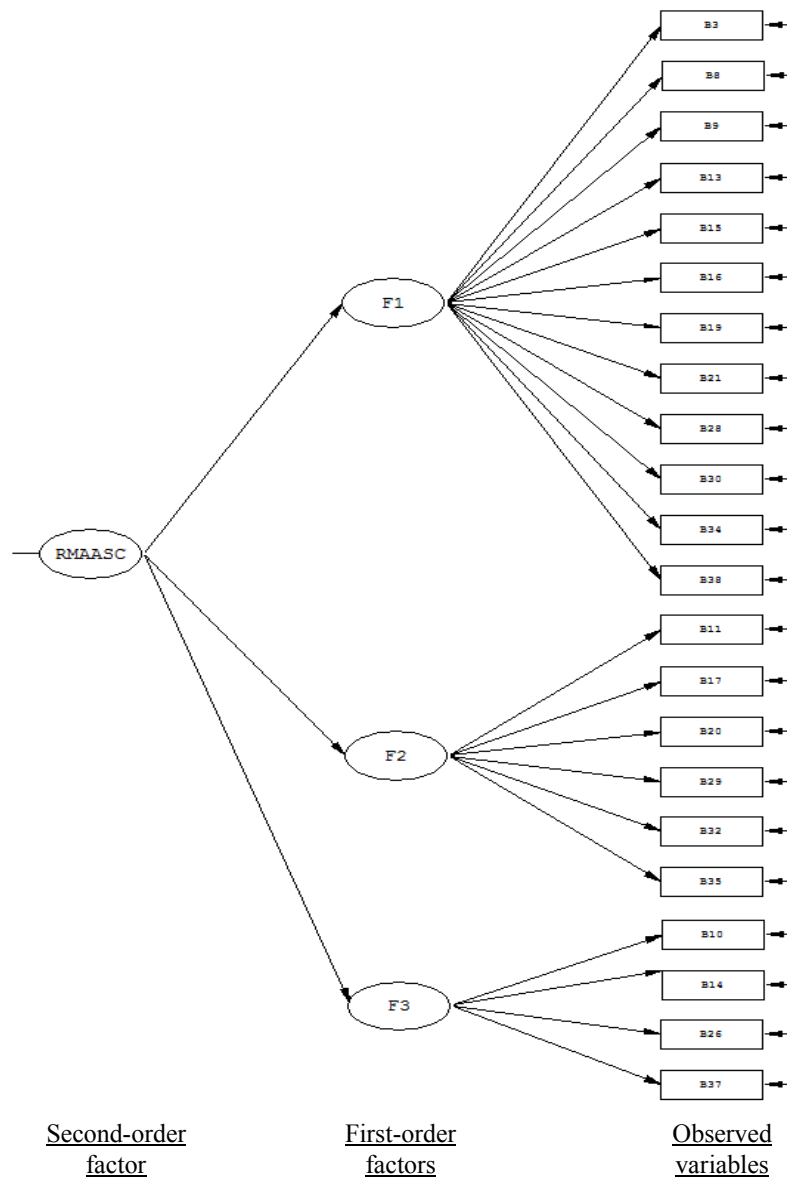 B3
B8
B9
B13
B15
B16
F1
B19
B21
B28
B30
B34
RMAASC
B38
B11
B17
B20
F2
B29
B32
B35
B10
B14
F3
B26
B37
Second-order
factor
First-order
factors
Observed
variables